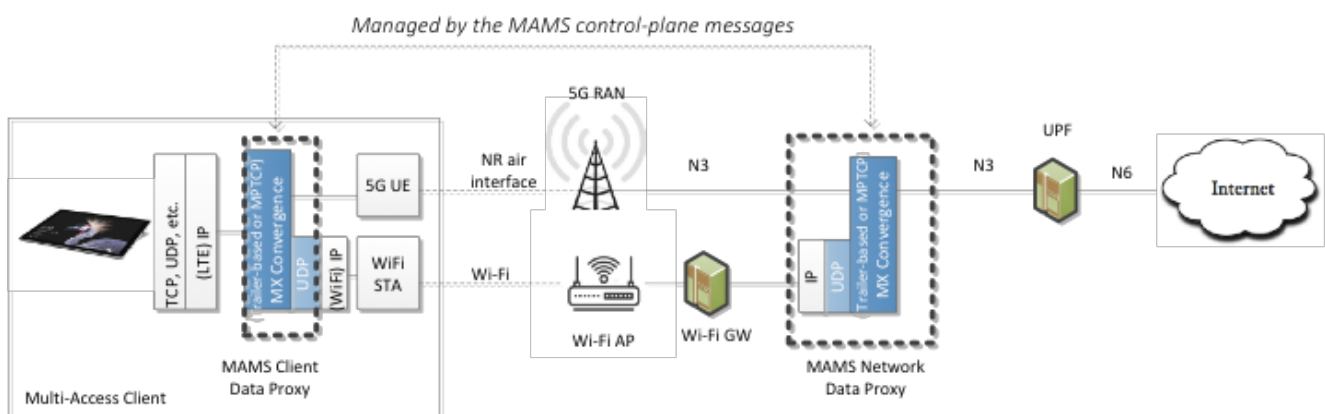 Managed by the MAMS control-plane messages
5G RAN
UPF
NR air
interface
N3
N3
N6
5G UE
TCP, UDP, etc.
(LTE) IP
(Trailer-based or MPTCP)
MX Convergence
UDP
(WiFi) IP
WiFi
STA
Wi-Fi
Wi-Fi AP
Wi-Fi GW
IP
UDP
(Trailer-based or MPTCP)
MX Convergence
Internet
MAMS Client
Data Proxy
MAMS Network
Data Proxy
Multi-Access Client